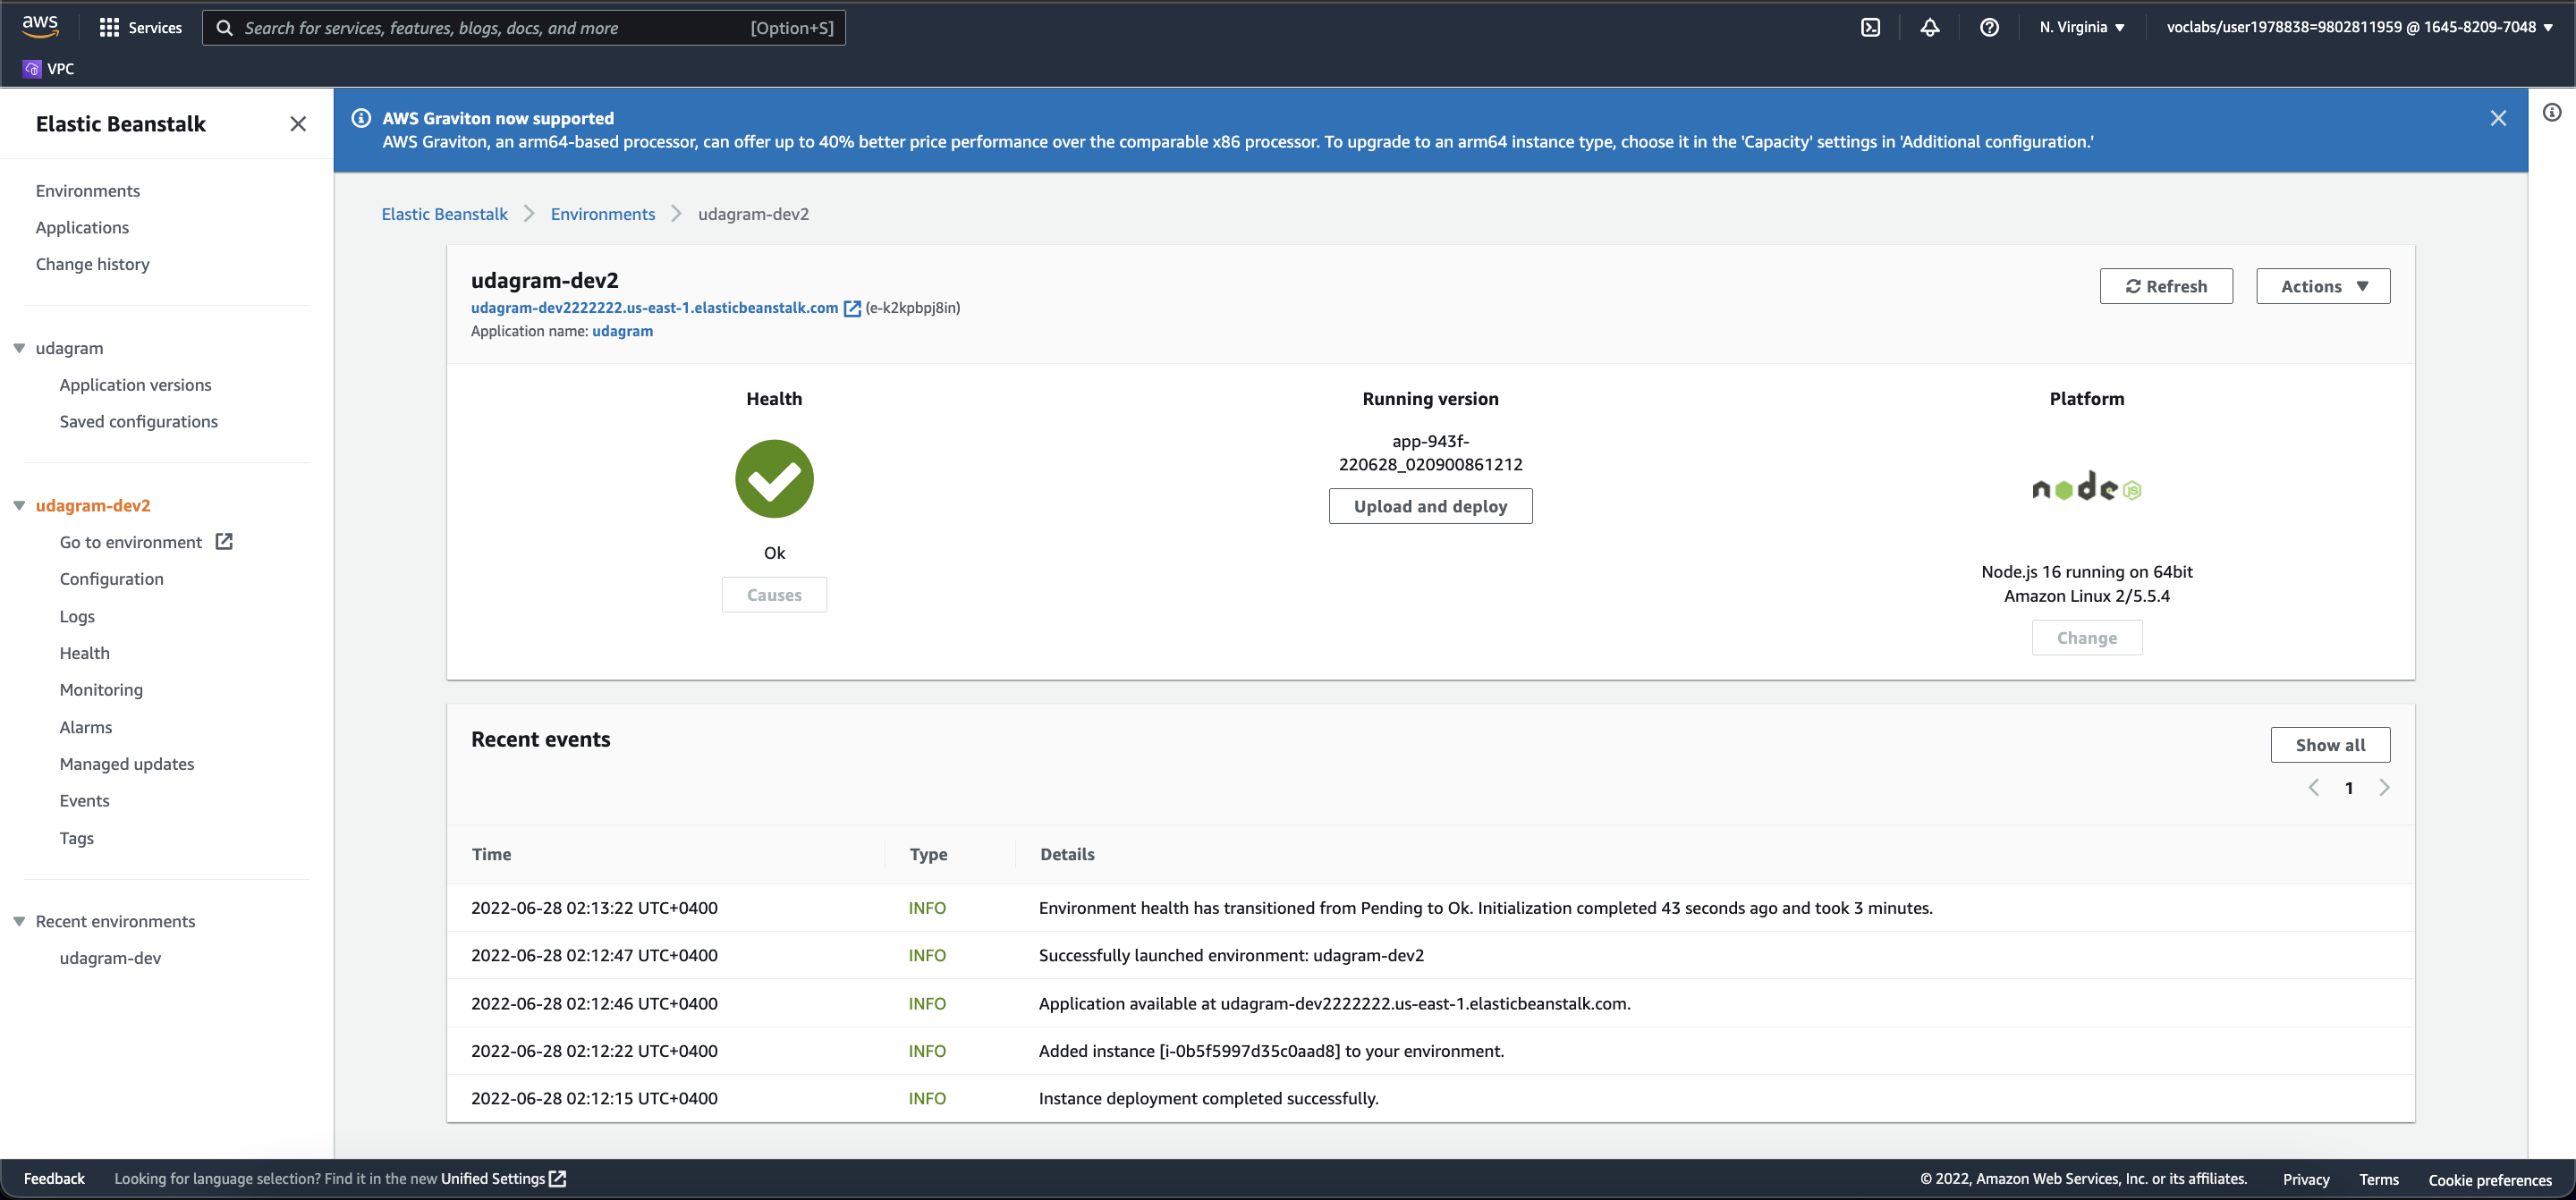 aws
Services
Search for services, features, blogs, docs, and more
[Option+S]
N. Virginia
voclabs/user1978838=9802811959 @ 1645-8209-7048
VPC
Elastic Beanstalk
Environments
Applications
Change history
udagram
Application versions
Saved configurations
udagram-dev2
Go to environment
Configuration
Logs
Health
Monitoring
Alarms
Managed updates
Events
Tags
Recent environments
udagram-dev
AWS Graviton now supported
AWS Graviton, an arm64-based processor, can offer up to 40% better price performance over the comparable x86 processor. To upgrade to an arm64 instance type, choose it in the 'Capacity' settings in 'Additional configuration.'
Elastic Beanstalk > Environments > udagram-dev2
udagram-dev2
udagram-dev2222222.us-east-1.elasticbeanstalk.com (e-k2kpbpj8in)
Application name: udagram
Refresh
Actions
Health
Ok
Causes
Running version
app-943f-
220628_020900861212
Upload and deploy
Platform
node JS
Node.js 16 running on 64bit
Amazon Linux 2/5.5.4
Change
Recent events
Show all
1
Time Type Details
2022-06-28 02:13:22 UTC+0400 INFO Environment health has transitioned from Pending to Ok. Initialization completed 43 seconds ago and took 3 minutes.
2022-06-28 02:12:47 UTC+0400 INFO Successfully launched environment: udagram-dev2
2022-06-28 02:12:46 UTC+0400 INFO Application available at udagram-dev2222222.us-east-1.elasticbeanstalk.com.
2022-06-28 02:12:22 UTC+0400 INFO Added instance [i-0b5f5997d35c0aad8] to your environment.
2022-06-28 02:12:15 UTC+0400 INFO Instance deployment completed successfully.
Feedback
Looking for language selection? Find it in the new Unified Settings
© 2022, Amazon Web Services, Inc. or its affiliates.
Privacy
Terms
Cookie preferences